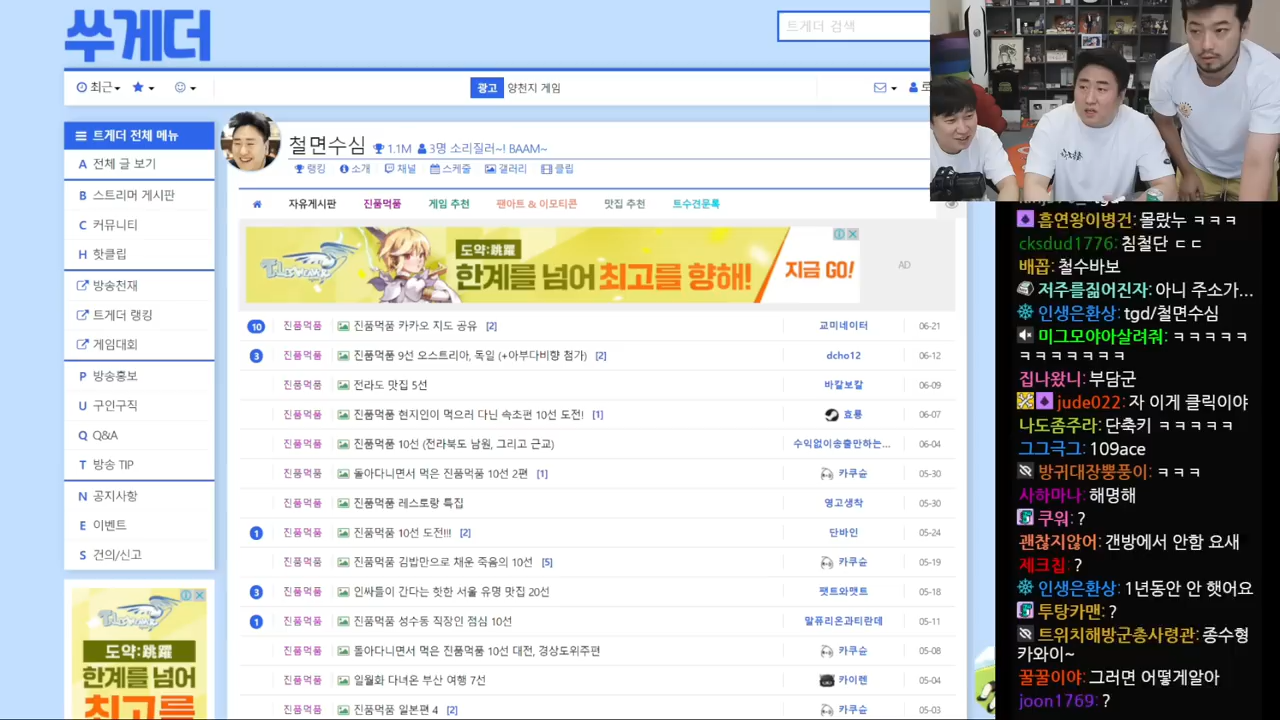 쑤게더
트게더 검색
최근
광고 양천지 게임
로
트게더 전체 메뉴
A 전체 글 보기
B 스트리머 게시판
C 커뮤니티
H 핫클립
방송천재
트게더 랭킹
게임대회
P 방송홍보
U 구인구직
Q Q&A
T 방송 TIP
N 공지사항
E 이벤트
S 건의/신고
도약:跳躍
한계를 넘어
최고를
철면수심 1.1M 3명 소리질러~! BAAM~
랭킹 소개 채널 스케줄 갤러리 클립
자유게시판 진품먹품 게임 추천 팬아트 & 이모티콘 맛집 추천 트수견문록
도약:跳躍
한계를 넘어 최고를 향해!
지금 GO!
AD
10 진품먹품 진품먹품 카카오 지도 공유 [2] 교미네이터 06-21
3 진품먹품 진품먹품 9선 오스트리아, 독일 (+아부다비향 첨가) [2] dcho12 06-12
진품먹품 전라도 맛집 5선 바칼보칼 06-09
진품먹품 진품먹품 현지인이 먹으러 다닌 속초편 10선 도전! [1] 효롱 06-07
진품먹품 진품먹품 10선 (전라북도 남원, 그리고 근교) 수익없이송출만하는... 06-04
진품먹품 돌아다니면서 먹은 진품먹품 10선 2편 [1] 카쿠슌 05-30
진품먹품 진품먹품 레스토랑 특집 영고생착 05-30
1 진품먹품 진품먹품 10선 도전!!! [2] 단바인 05-24
진품먹품 진품먹품 김밥만으로 채운 죽음의 10선 [5] 카쿠슌 05-19
3 진품먹품 인싸들이 간다는 핫한 서울 유명 맛집 20선 팻트와맷트 05-18
1 진품먹품 진품먹품 성수동 직장인 점심 10선 말퓨리온과티란데 05-11
진품먹품 돌아다니면서 먹은 진품먹품 10선 대전, 경상도위주편 카쿠슌 05-08
진품먹품 일월화 다녀온 부산 여행 7선 카이렌 05-04
진품먹품 진품먹품 일본편 4 [2] 카쿠슌 05-03
흡연왕이병건: 몰랐누 ㅋㅋㅋ
cksdud1776: 침철단 ㄷㄷ
배꼽: 철수바보
저주를짊어진자: 아니 주소가...
인생은환상: tgd/철면수심
미그모야아살려줘: ㅋㅋㅋㅋㅋ
ㅋㅋㅋㅋㅋㅋㅋ
집나왔니: 부담군
jude022: 자 이게 클릭이야
나도좀주라: 단축키 ㅋㅋㅋㅋㅋ
그그극그: 109ace
방귀대장뿡풍이: ㅋㅋㅋ
사하마나: 해명해
쿠워: ?
괜찮지않어: 갠방에서 안함 요새
제크칩: ?
인생은환상: 1년동안 안 햇어요
투탕카맨: ?
트위치해방군총사령관: 종수형
카와이~
꿀꿀이야: 그러면 어떻게알아
joon1769: ?